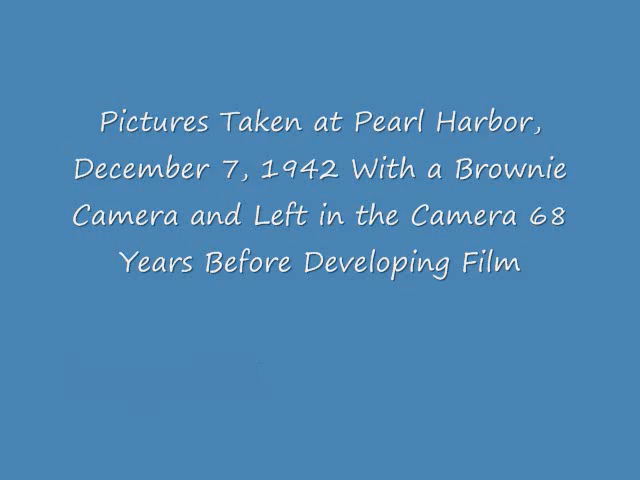 Pictures Taken at Pearl Harbor,
December 7, 1942 With a Brownie
Camera and Left in the Camera 68
Years Before Developing Film